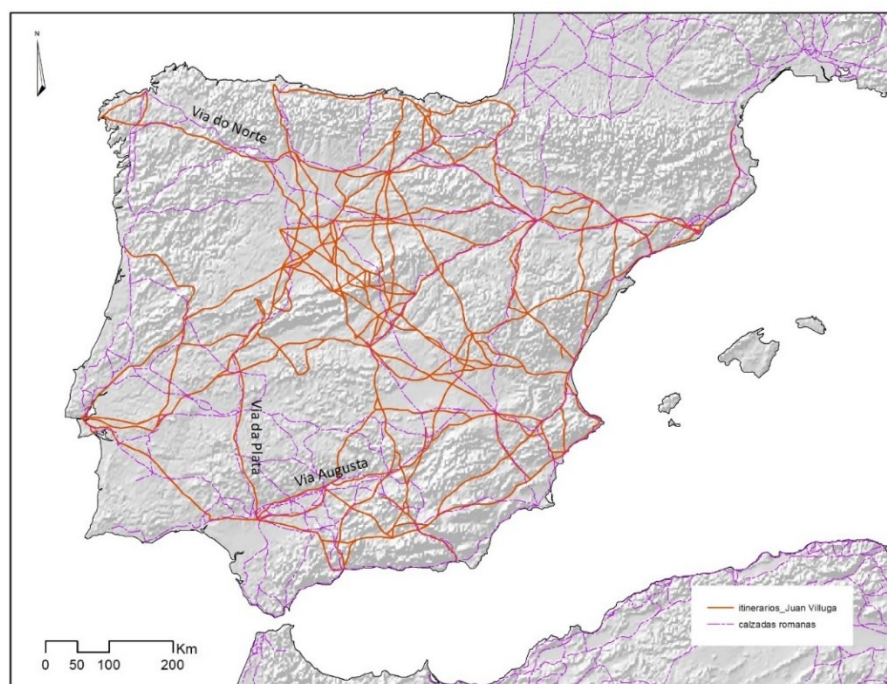 N
Via do Norte
Via da Plata
Via Augusta
itinerarios_Juan Villuga
calzadas romanas
Km
0 50 100 200